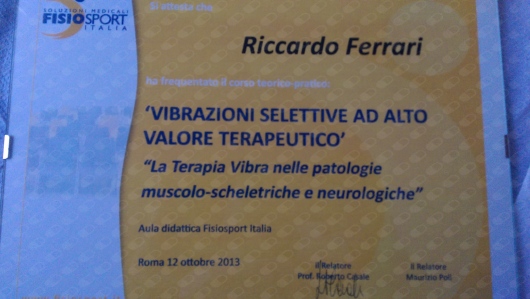 si attesta che
SOLUZIONI MEDICALI
FISIOSPORT
ITALIA
Riccardo Ferrari
ha frequentato il corso teorico-pratico:
'VIBRAZIONI SELETTIVE AD ALTO
VALORE TERAPEUTICO'
"La Terapia Vibra nelle patologie
muscolo-scheletriche e neurologiche"
Aula didattica Fisiosport Italia
Roma 12 ottobre 2013
Il Relatore
Prof. Roberto Casale
Il Relatore
Maurizio Poli